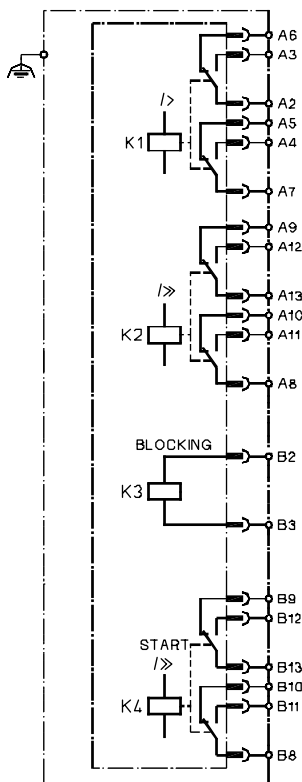 A6
A3
I>
A2
A5
K1
A4
A7
A9
A12
I≫
A13
A10
K2
A11
A8
BLOCKING
B2
K3
B3
B9
B12
START
I≫
B13
B10
K4
B11
B8